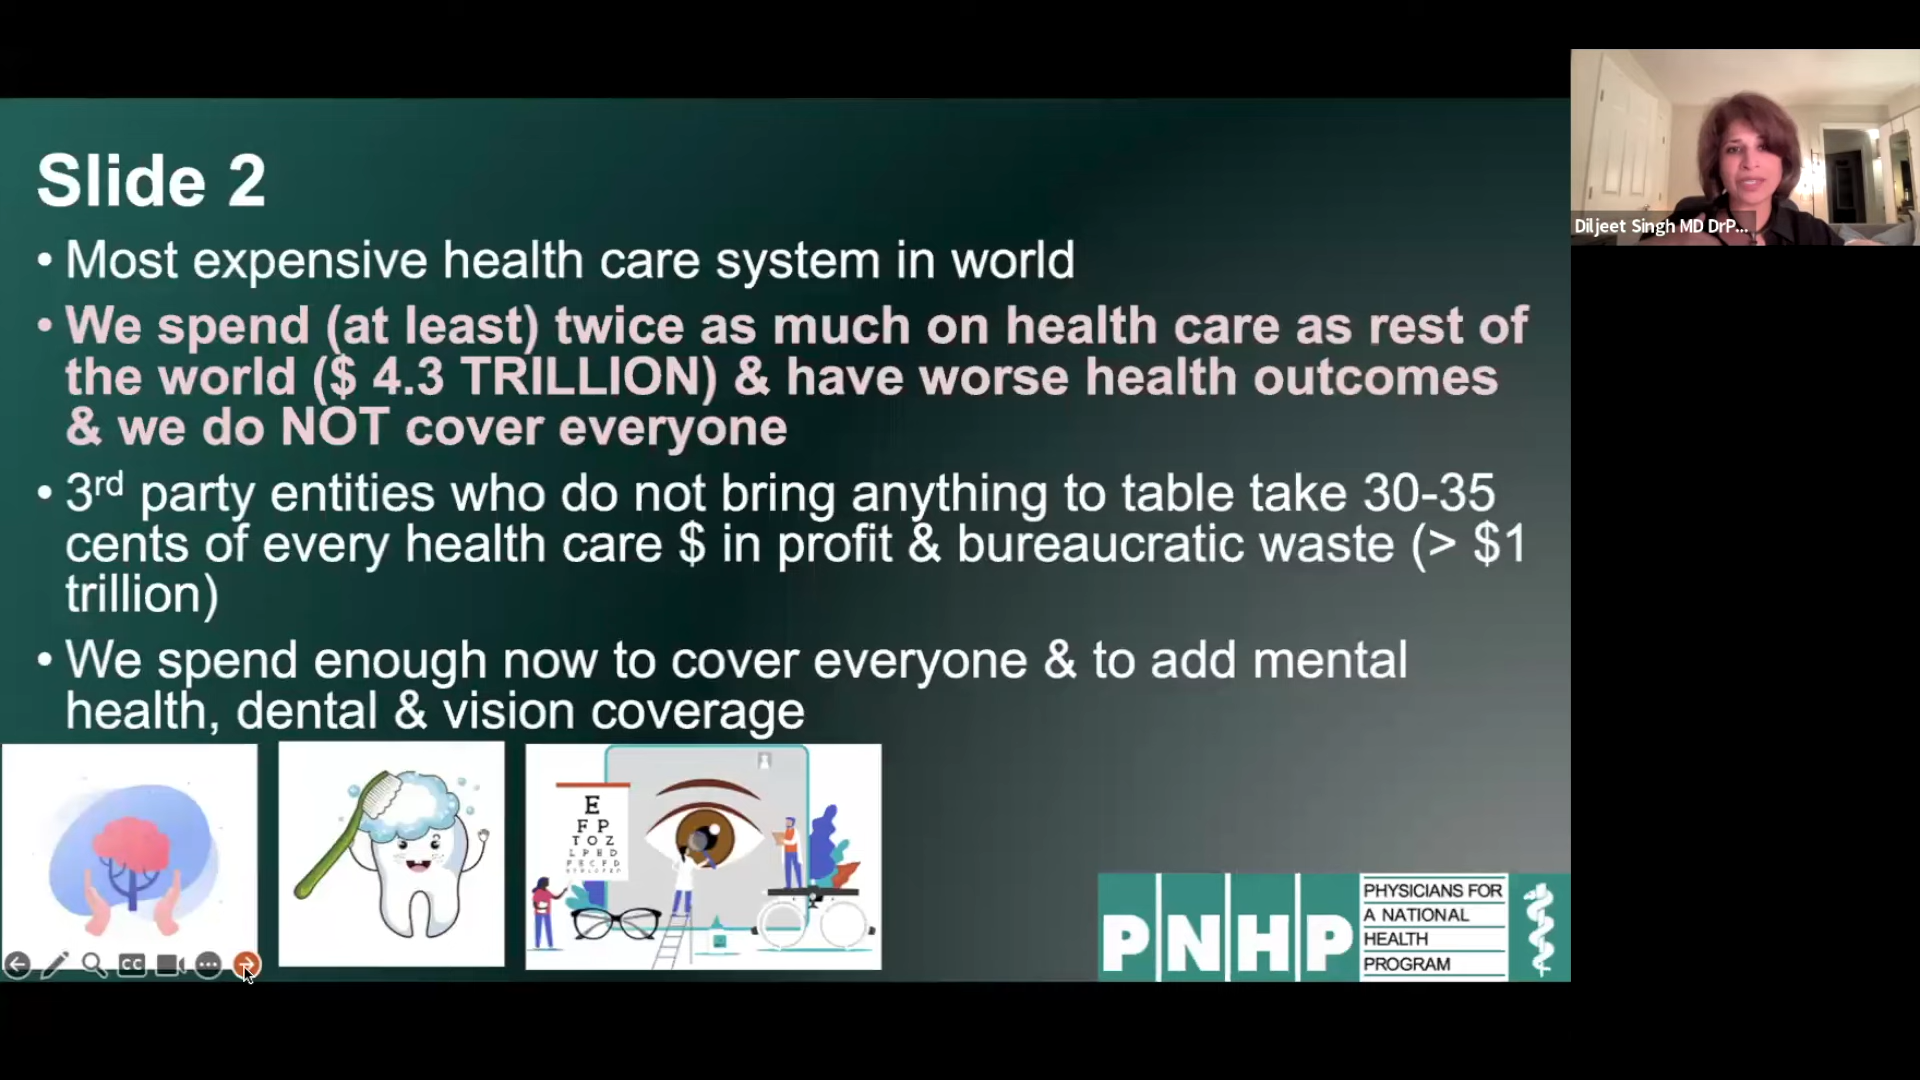 Slide 2
• Most expensive health care system in world
• We spend (at least) twice as much on health care as rest of
the world ($ 4.3 TRILLION) & have worse health outcomes
& we do NOT cover everyone
• 3rd party entities who do not bring anything to table take 30-35
cents of every health care $ in profit & bureaucratic waste (> $1
trillion)
• We spend enough now to cover everyone & to add mental
health, dental & vision coverage
Diljeet Singh MD DrP...
E
F P
T O Z
L P E D
P E C F D
CC
PNHP
PHYSICIANS FOR
A NATIONAL
HEALTH
PROGRAM